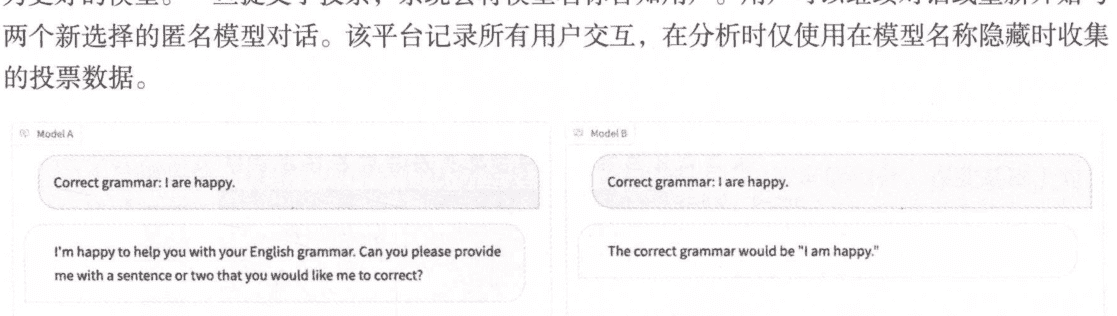 两个新选择的匿名模型对话。该平台记录所有用户交互，在分析时仅使用在模型名称隐藏时收集
的投票数据。
Model A
Model B
Correct grammar: I are happy.
Correct grammar: I are happy.
I'm happy to help you with your English grammar. Can you please provide
me with a sentence or two that you would like me to correct?
The correct grammar would be "I am happy."